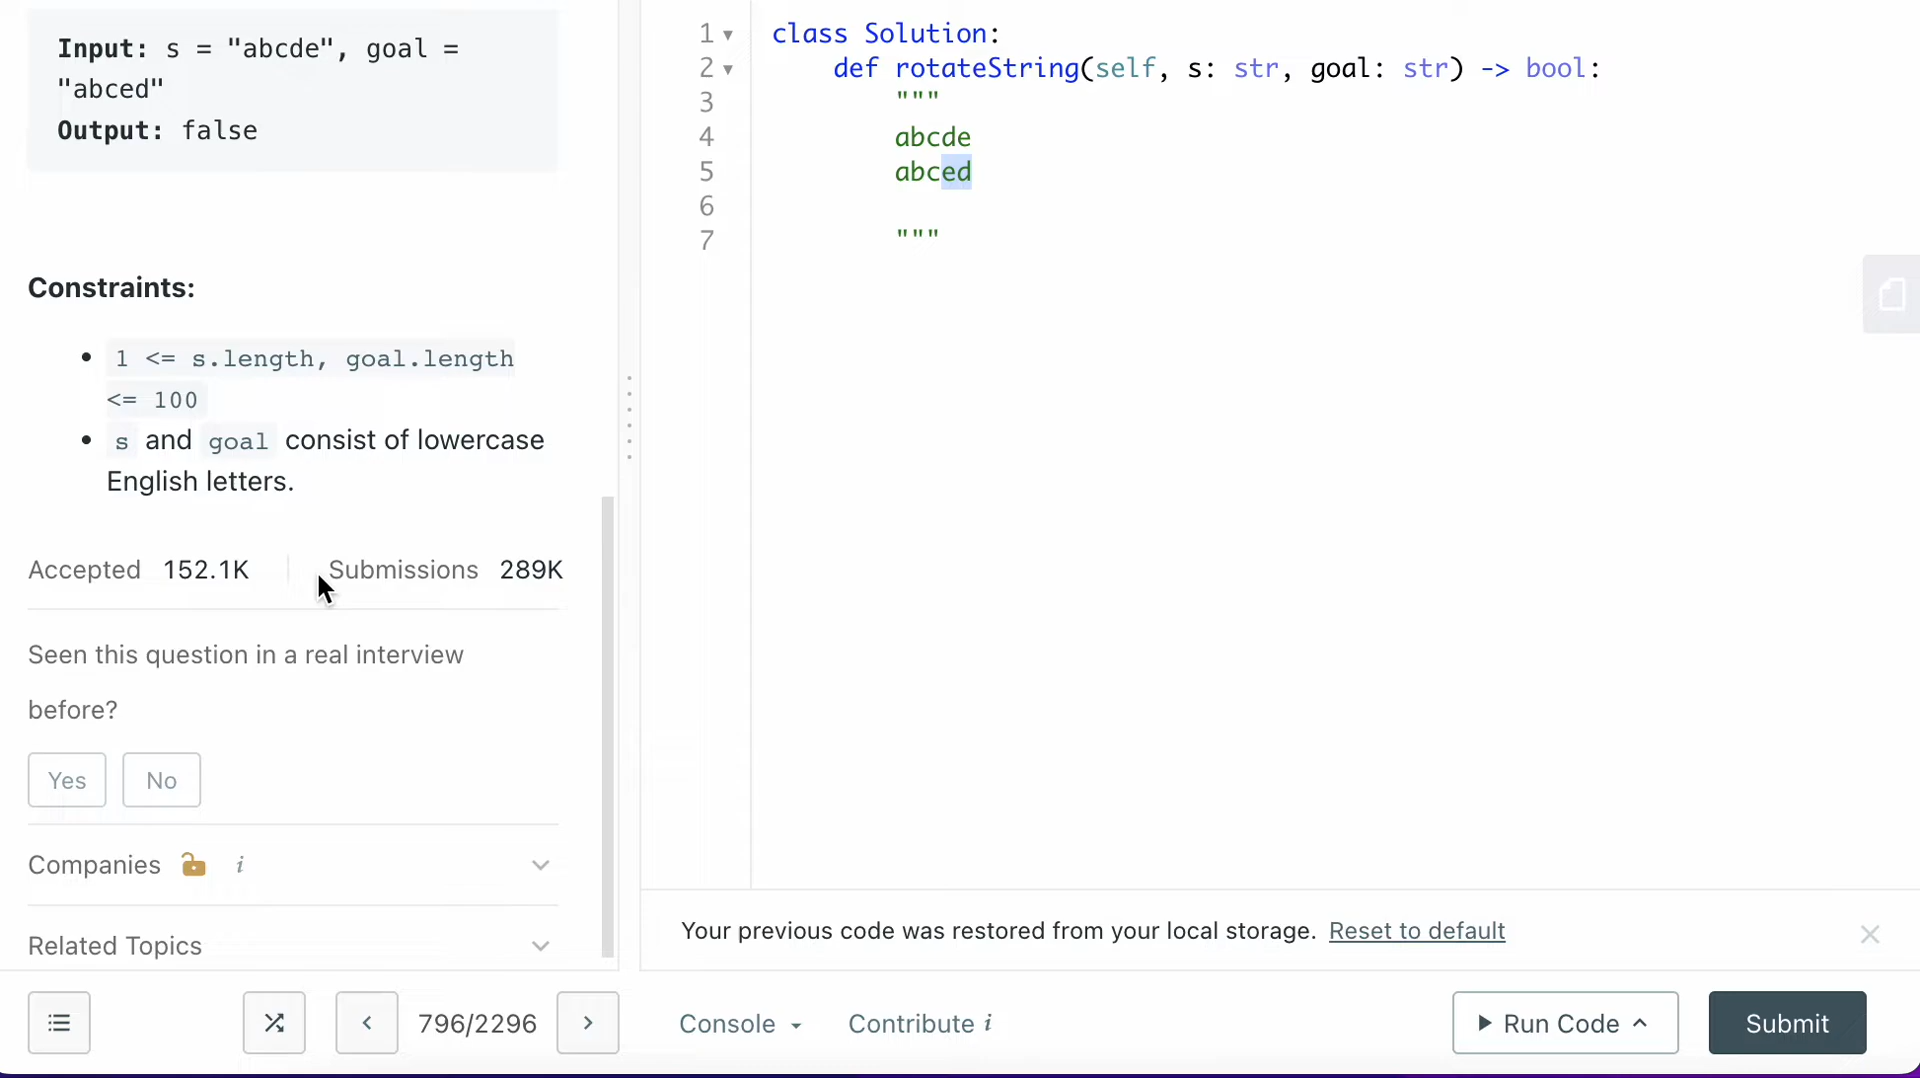 Input: s = "abcde", goal =
"abced"
Output: false
Constraints:
1 <= s.length, goal.length
<= 100
s and goal consist of lowercase
English letters.
Accepted 152.1K Submissions 289K
Seen this question in a real interview
before?
Yes No
Companies i
Related Topics
796/2296
1 class Solution:
2 def rotateString(self, s: str, goal: str) -> bool:
3 """
4 abcde
5 abced
6
7 """
Your previous code was restored from your local storage. Reset to default
Console Contribute i Run Code Submit